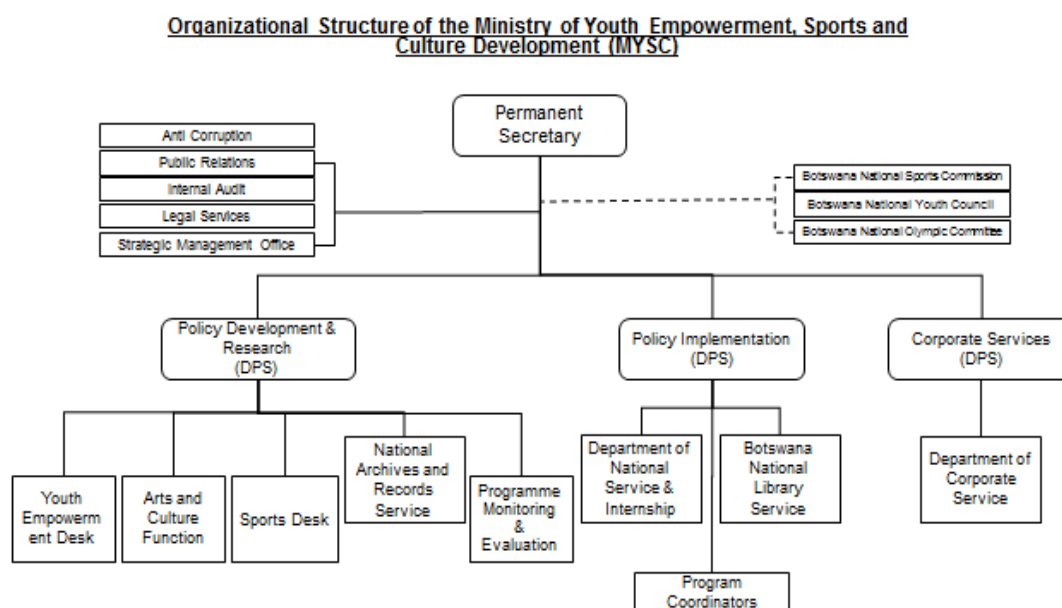 Organizational Structure of the Ministry of Youth Empowerment, Sports and
Culture Development (MYSC)
Permanent
Secretary
Anti Corruption
Public Relations
Internal Audit
Legal Services
Strategic Management Office
Botswana National Sports Commission
Botswana National Youth Council
Botswana National Olympic Committee
Policy Development &
Research
(DPS)
Policy Implementation
(DPS)
Corporate Services
(DPS)
Youth
Empowerm
ent Desk
Arts and
Culture
Function
Sports Desk
National
Archives and
Records
Service
Programme
Monitoring
&
Evaluation
Department of
National
Service &
Internship
Botswana
National
Library
Service
Department of
Corporate
Service
Program
Coordinators